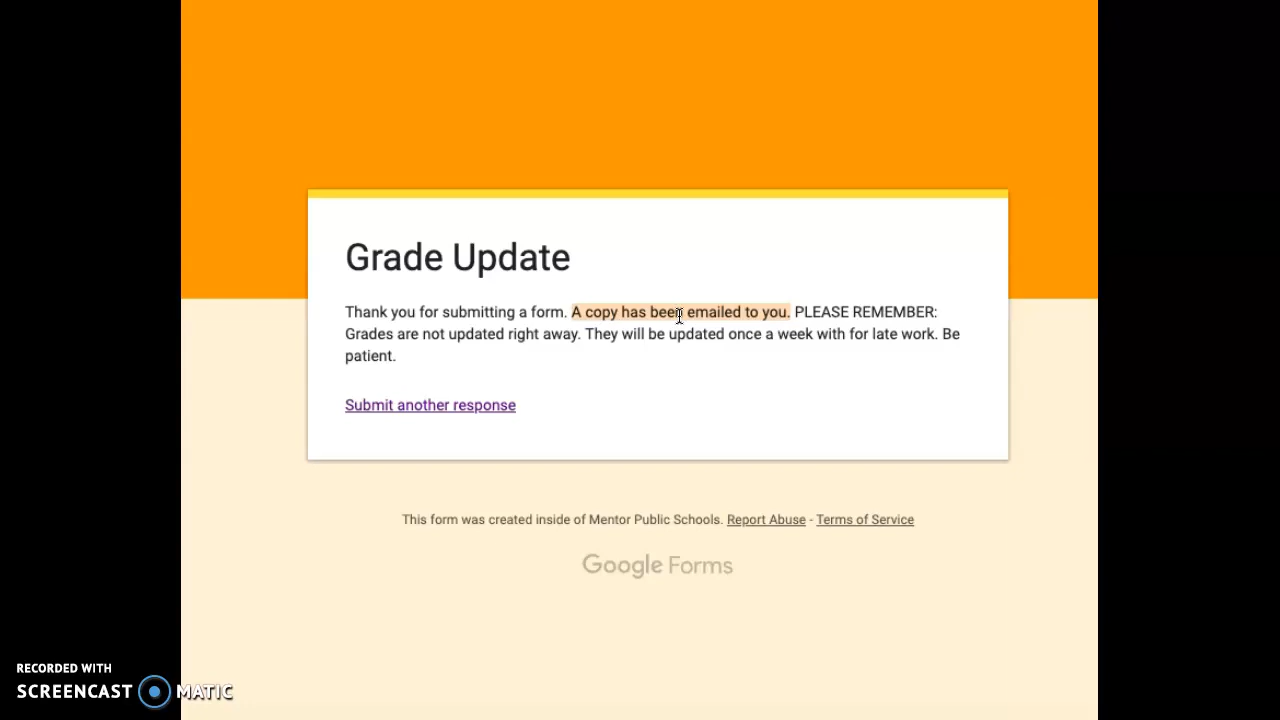 Grade Update
Thank you for submitting a form. A copy has been emailed to you. PLEASE REMEMBER:
Grades are not updated right away. They will be updated once a week with for late work. Be
patient.
Submit another response
This form was created inside of Mentor Public Schools. Report Abuse - Terms of Service
Google Forms
RECORDED WITH
SCREENCAST MATIC